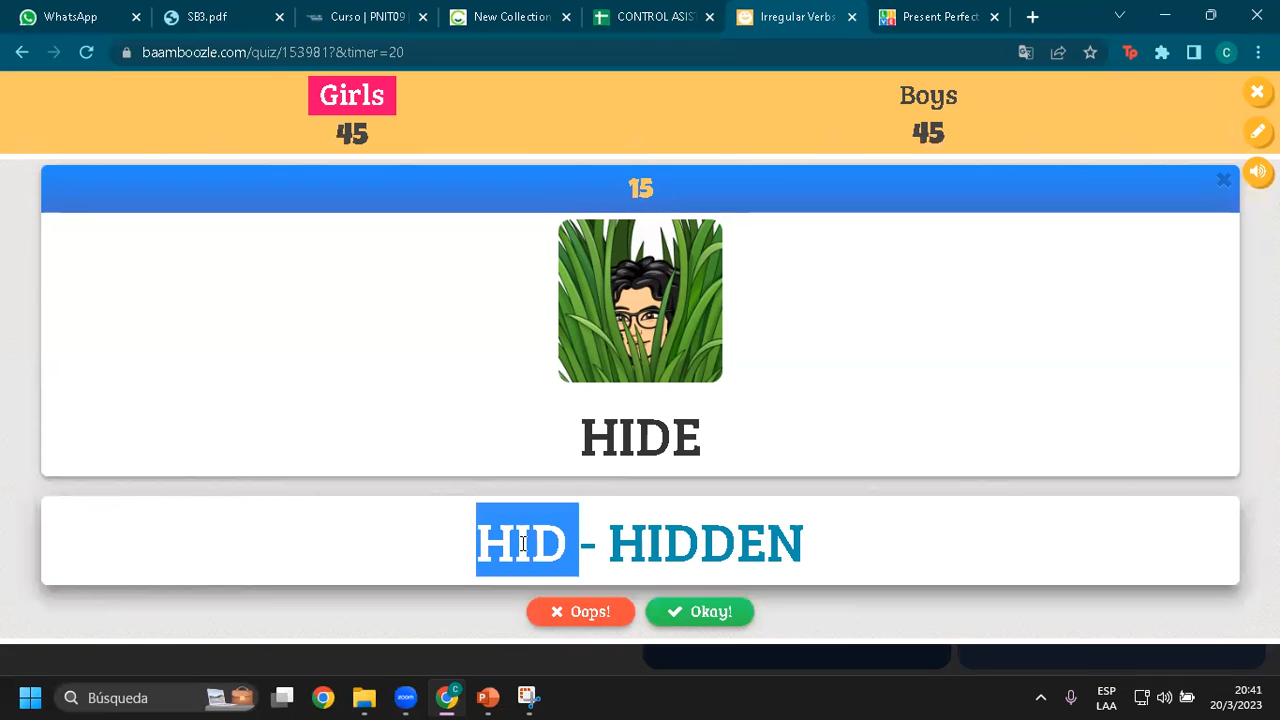 WhatsApp
SB3.pdf
Curso | PNIT09 |
New Collection
CONTROL ASIST
Irregular Verbs
Present Perfect
baamboozle.com/quiz/1539817&timer=20
Girls
45
Boys
45
15
HIDE
HID - HIDDEN
Oops!
Okay!
Búsqueda
ESP
LAA
20:41
20/3/2023